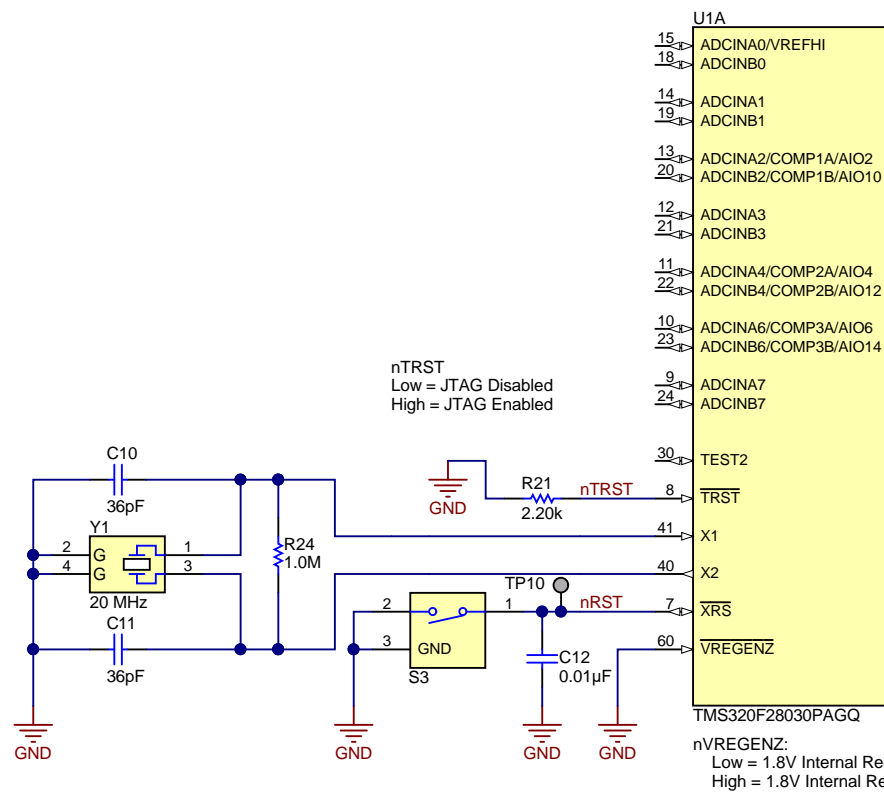 U1A
15 ADCINA0/VREFHI
18 ADCINB0
14 ADCINA1
19 ADCINB1
13 ADCINA2/COMP1A/AIO2
20 ADCINB2/COMP1B/AIO10
12 ADCINA3
21 ADCINB3
11 ADCINA4/COMP2A/AIO4
22 ADCINB4/COMP2B/AIO12
10 ADCINA6/COMP3A/AIO6
23 ADCINB6/COMP3B/AIO14
9 ADCINA7
24 ADCINB7
30 TEST2
8 TRST
41 X1
40 X2
7 XRS
60 VREGENZ
TMS320F28030PAGQ
nVREGENZ:
Low = 1.8V Internal Re
High = 1.8V Internal Re
nTRST
Low = JTAG Disabled
High = JTAG Enabled
GND
R21
2.20k
nTRST
C10
36pF
Y1
2 G 1
4 G 3
20 MHz
R24
1.0M
C11
36pF
GND
TP10
nRST
2 1
3 GND
S3
C12
0.01µF
GND
GND
GND